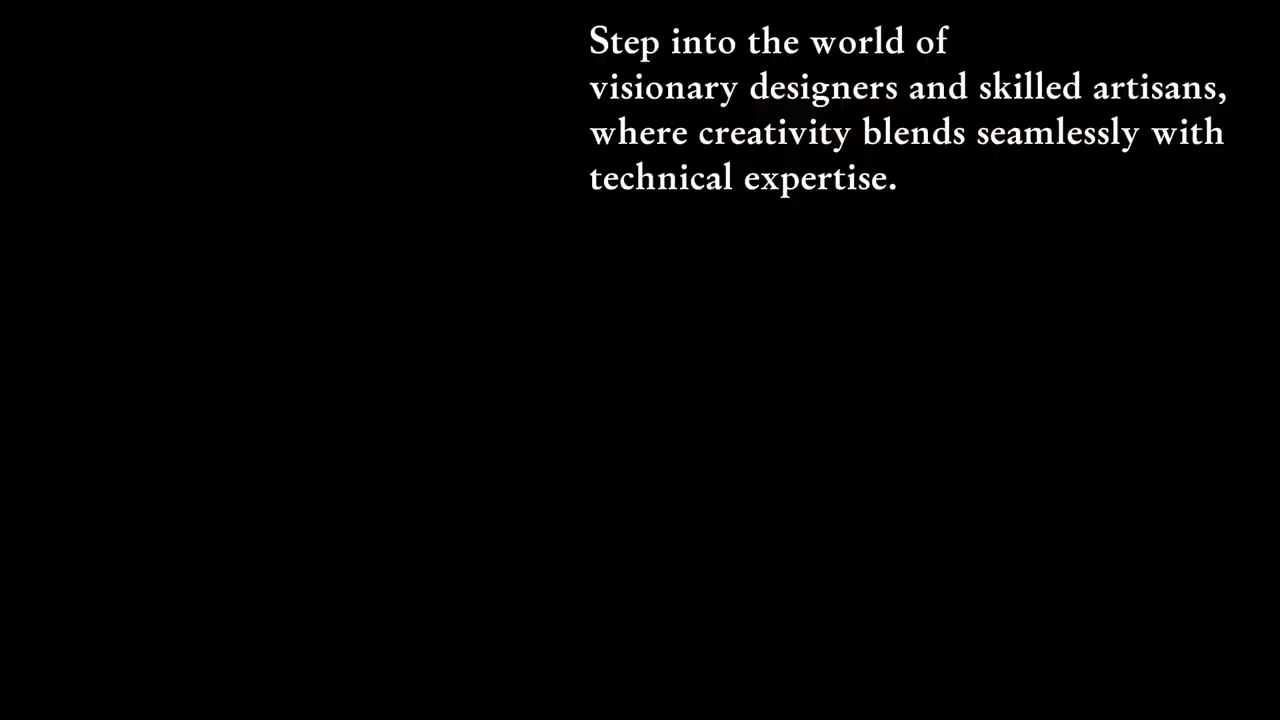 Step into the world of
visionary designers and skilled artisans,
where creativity blends seamlessly with
technical expertise.